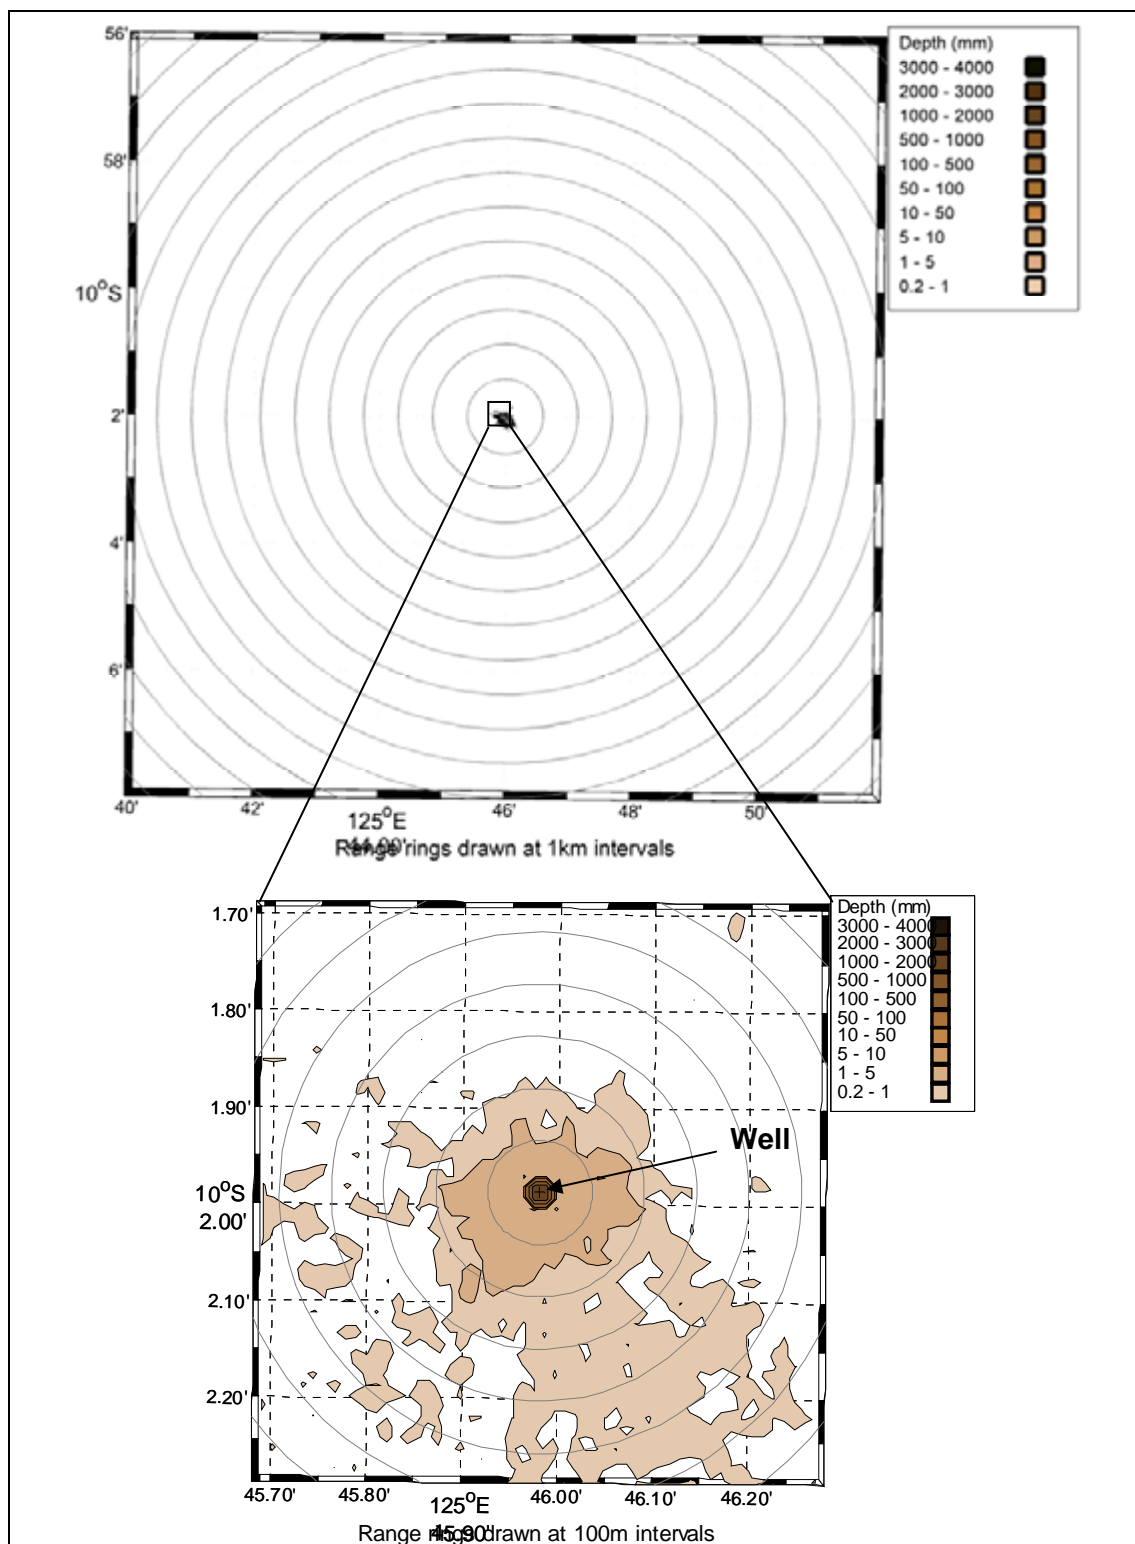 56'
58'
10°S
2'
4'
6'
40'
42'
125°E
46'
48'
50'
Range rings drawn at 1km intervals
Depth (mm)
3000 - 4000
2000 - 3000
1000 - 2000
500 - 1000
100 - 500
50 - 100
10 - 50
5 - 10
1 - 5
0.2 - 1
1.70'
1.80'
1.90'
10°S
2.00'
2.10'
2.20'
Well
Depth (mm)
3000 - 4000
2000 - 3000
1000 - 2000
500 - 1000
100 - 500
50 - 100
10 - 50
5 - 10
1 - 5
0.2 - 1
45.70'
45.80'
125°E
45.90'
46.00'
46.10'
46.20'
Range rings drawn at 100m intervals